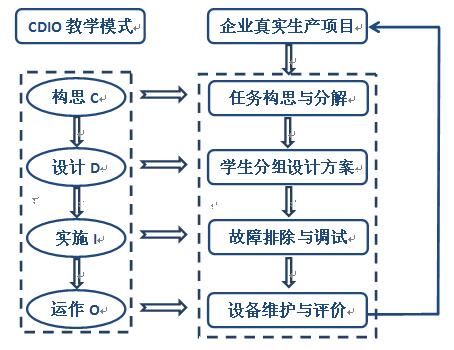 CDIO 教学模式
企业真实生产项目
构思 C
任务构思与分解
设计 D
学生分组设计方案
实施 I
故障排除与调试
运作 O
设备维护与评价